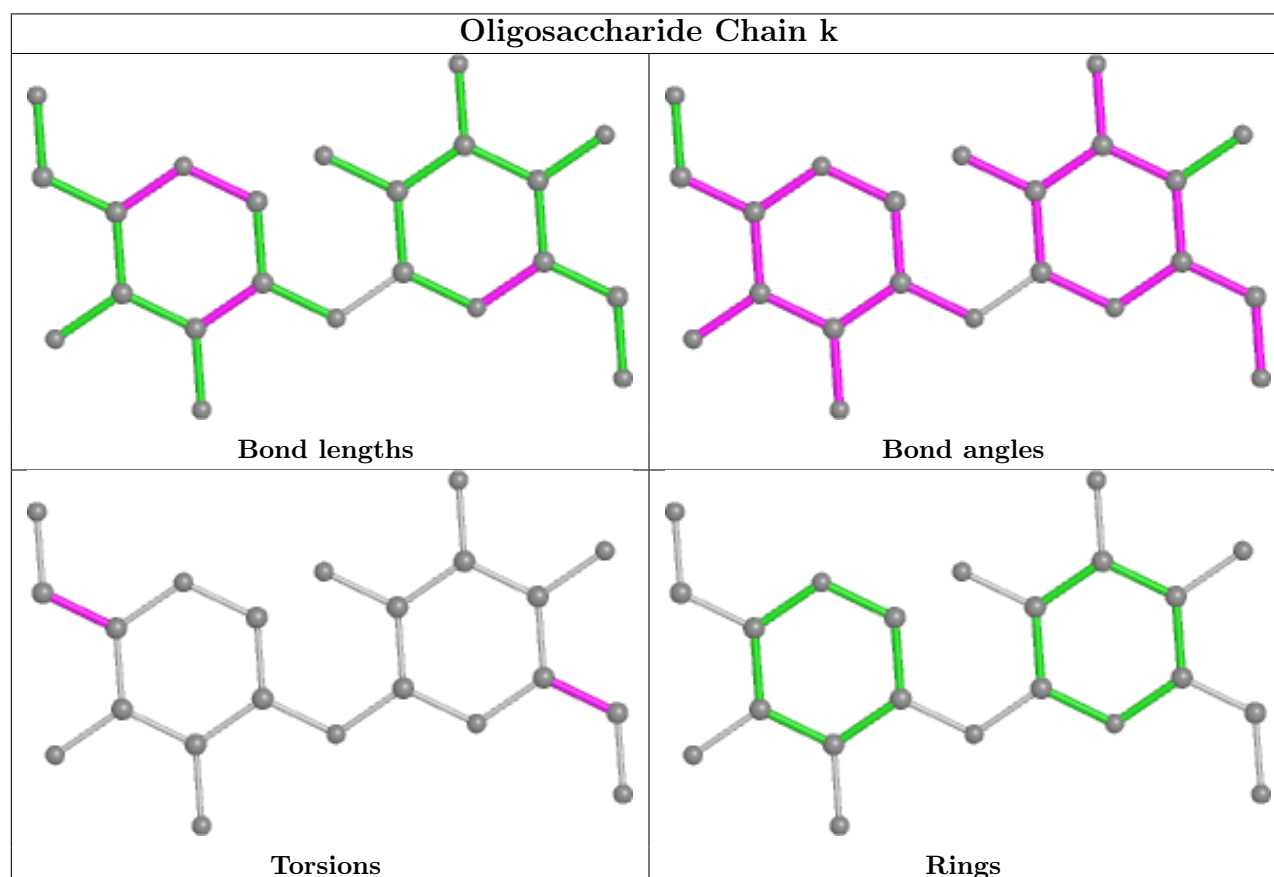 Oligosaccharide Chain k
Bond lengths
Bond angles
Torsions
Rings